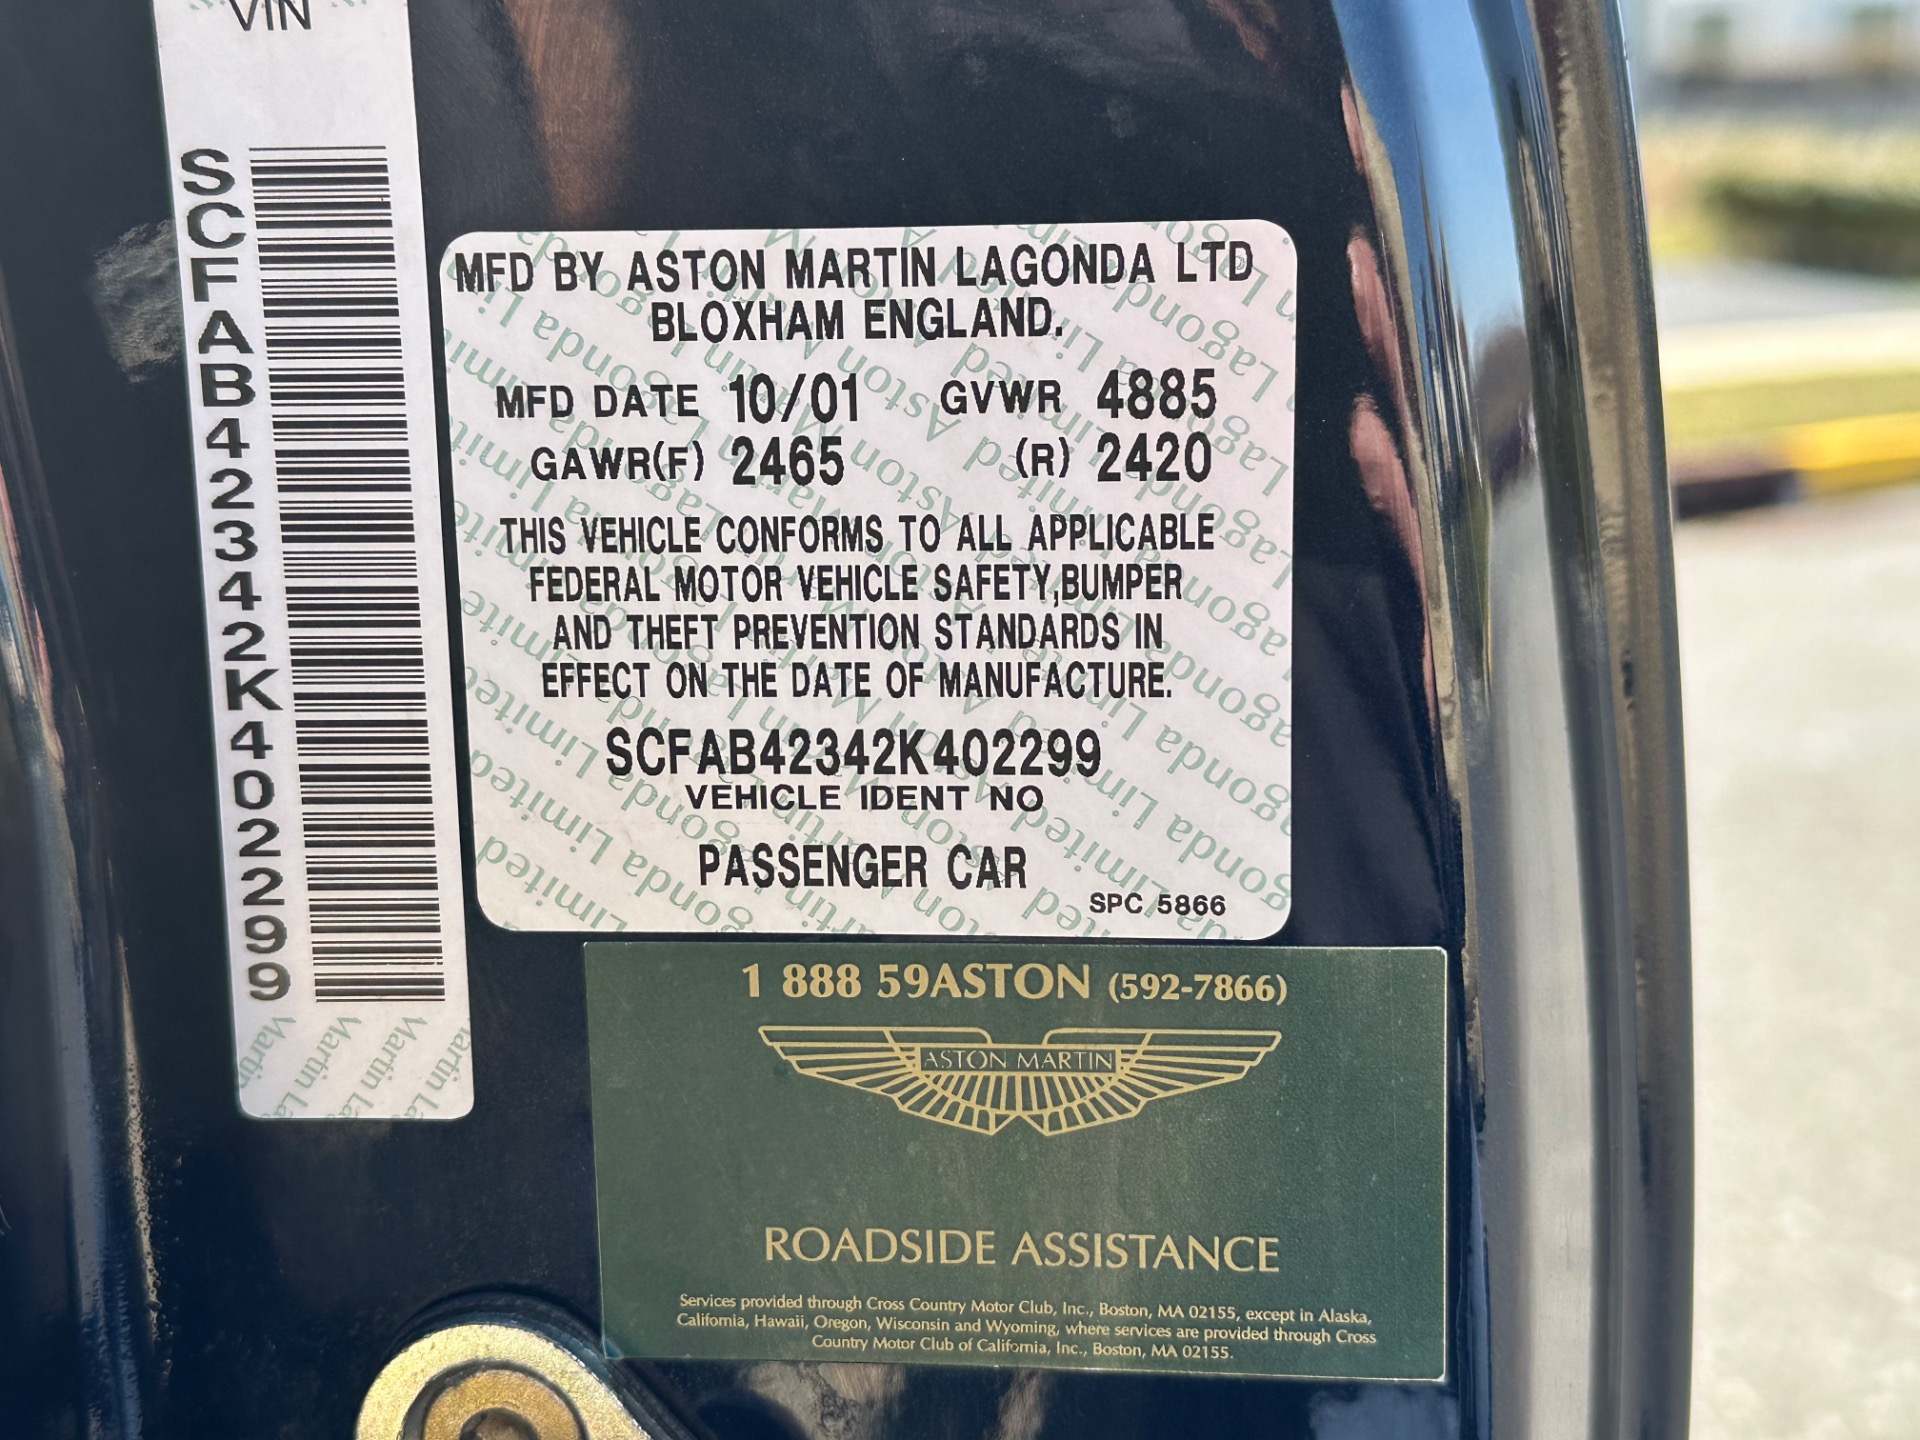 VIN
SCFAB42342K402299
MFD BY ASTON MARTIN LAGONDA LTD
BLOXHAM ENGLAND.
MFD DATE 10/01 GVWR 4885
GAWR(F) 2465 (R) 2420
THIS VEHICLE CONFORMS TO ALL APPLICABLE
FEDERAL MOTOR VEHICLE SAFETY,BUMPER
AND THEFT PREVENTION STANDARDS IN
EFFECT ON THE DATE OF MANUFACTURE.
SCFAB42342K402299
VEHICLE IDENT NO
PASSENGER CAR
SPC 5866
1 888 59ASTON (592-7866)
ASTON MARTIN
ROADSIDE ASSISTANCE
Services provided through Cross Country Motor Club, Inc., Boston, MA 02155, except in Alaska,
California, Hawaii, Oregon, Wisconsin and Wyoming, where services are provided through Cross
Country Motor Club of California, Inc., Boston, MA 02155.